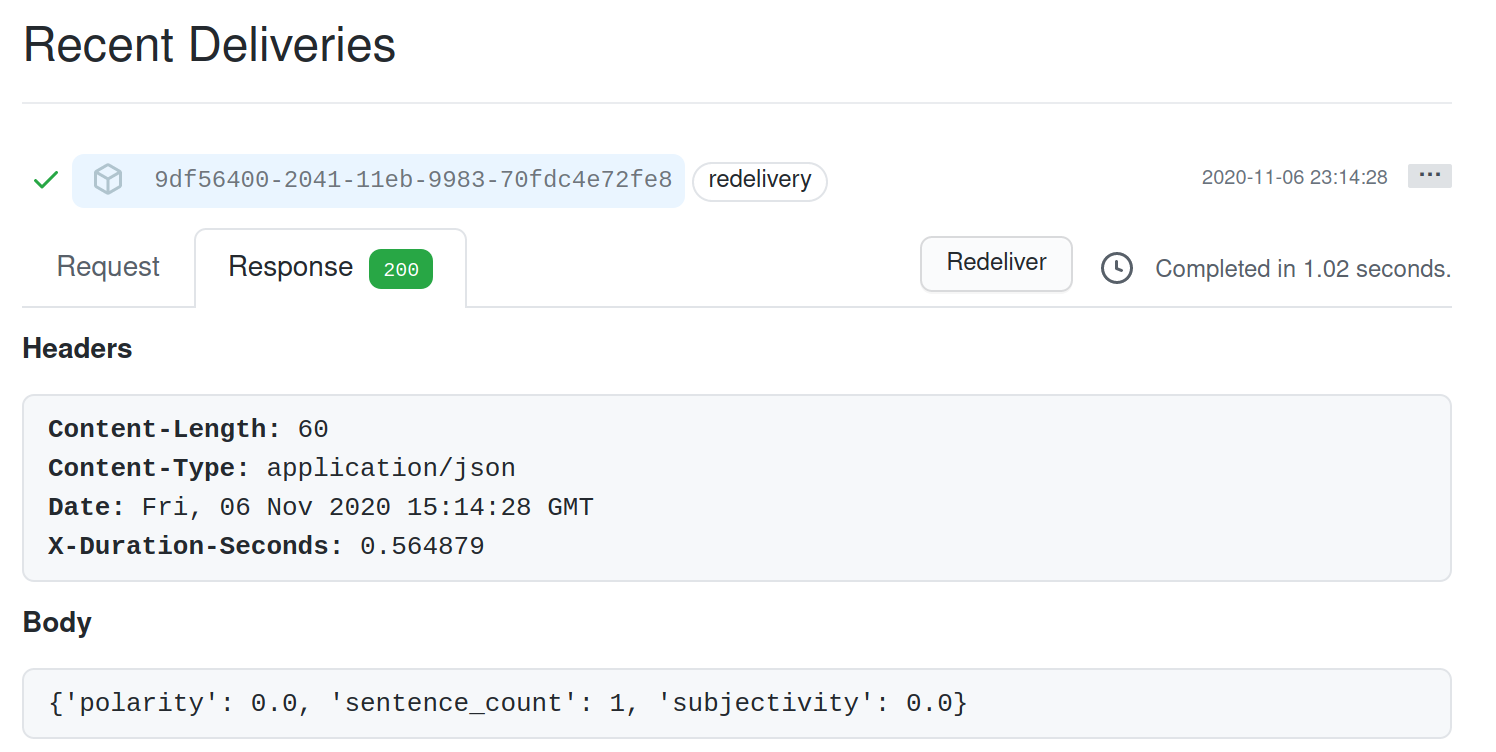 Recent Deliveries
9df56400-2041-11eb-9983-70fdc4e72fe8 redelivery 2020-11-06 23:14:28 ...
Request Response 200 Redeliver Completed in 1.02 seconds.
Headers
Content-Length: 60
Content-Type: application/json
Date: Fri, 06 Nov 2020 15:14:28 GMT
X-Duration-Seconds: 0.564879
Body
{'polarity': 0.0, 'sentence_count': 1, 'subjectivity': 0.0}